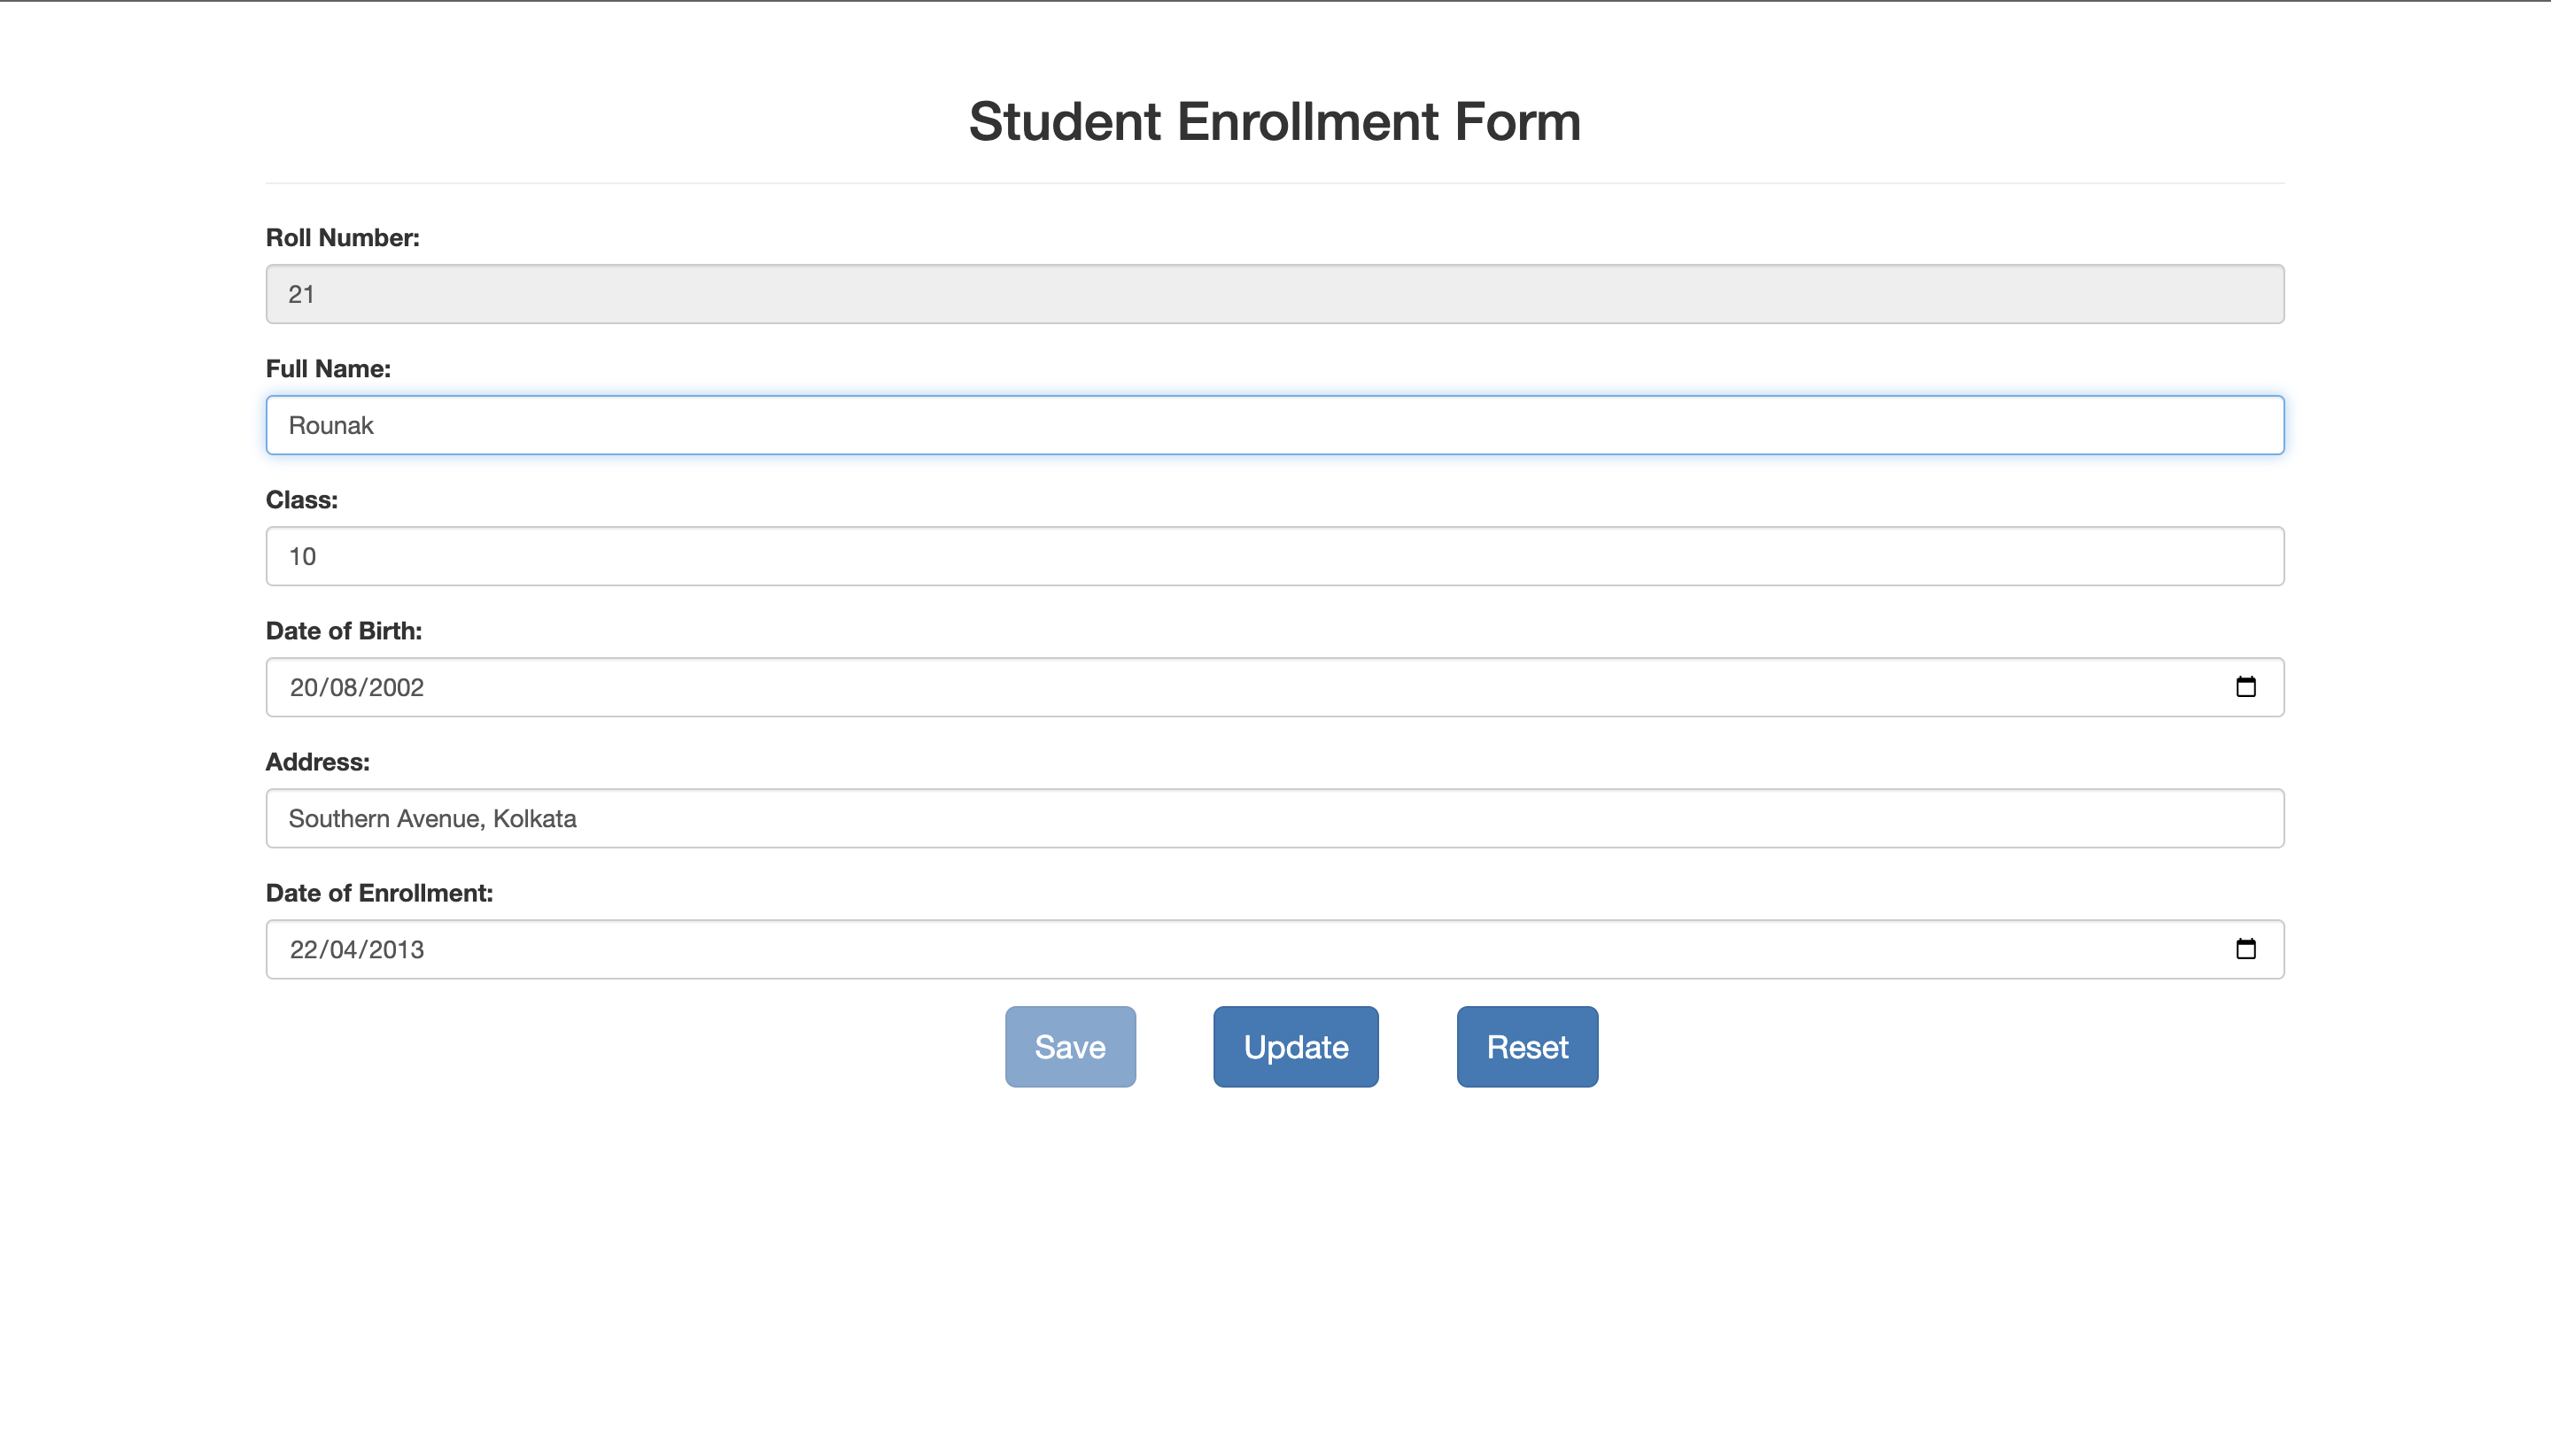 Student Enrollment Form
Roll Number:
21
Full Name:
Rounak
Class:
10
Date of Birth:
20/08/2002
Address:
Southern Avenue, Kolkata
Date of Enrollment:
22/04/2013
Save Update Reset